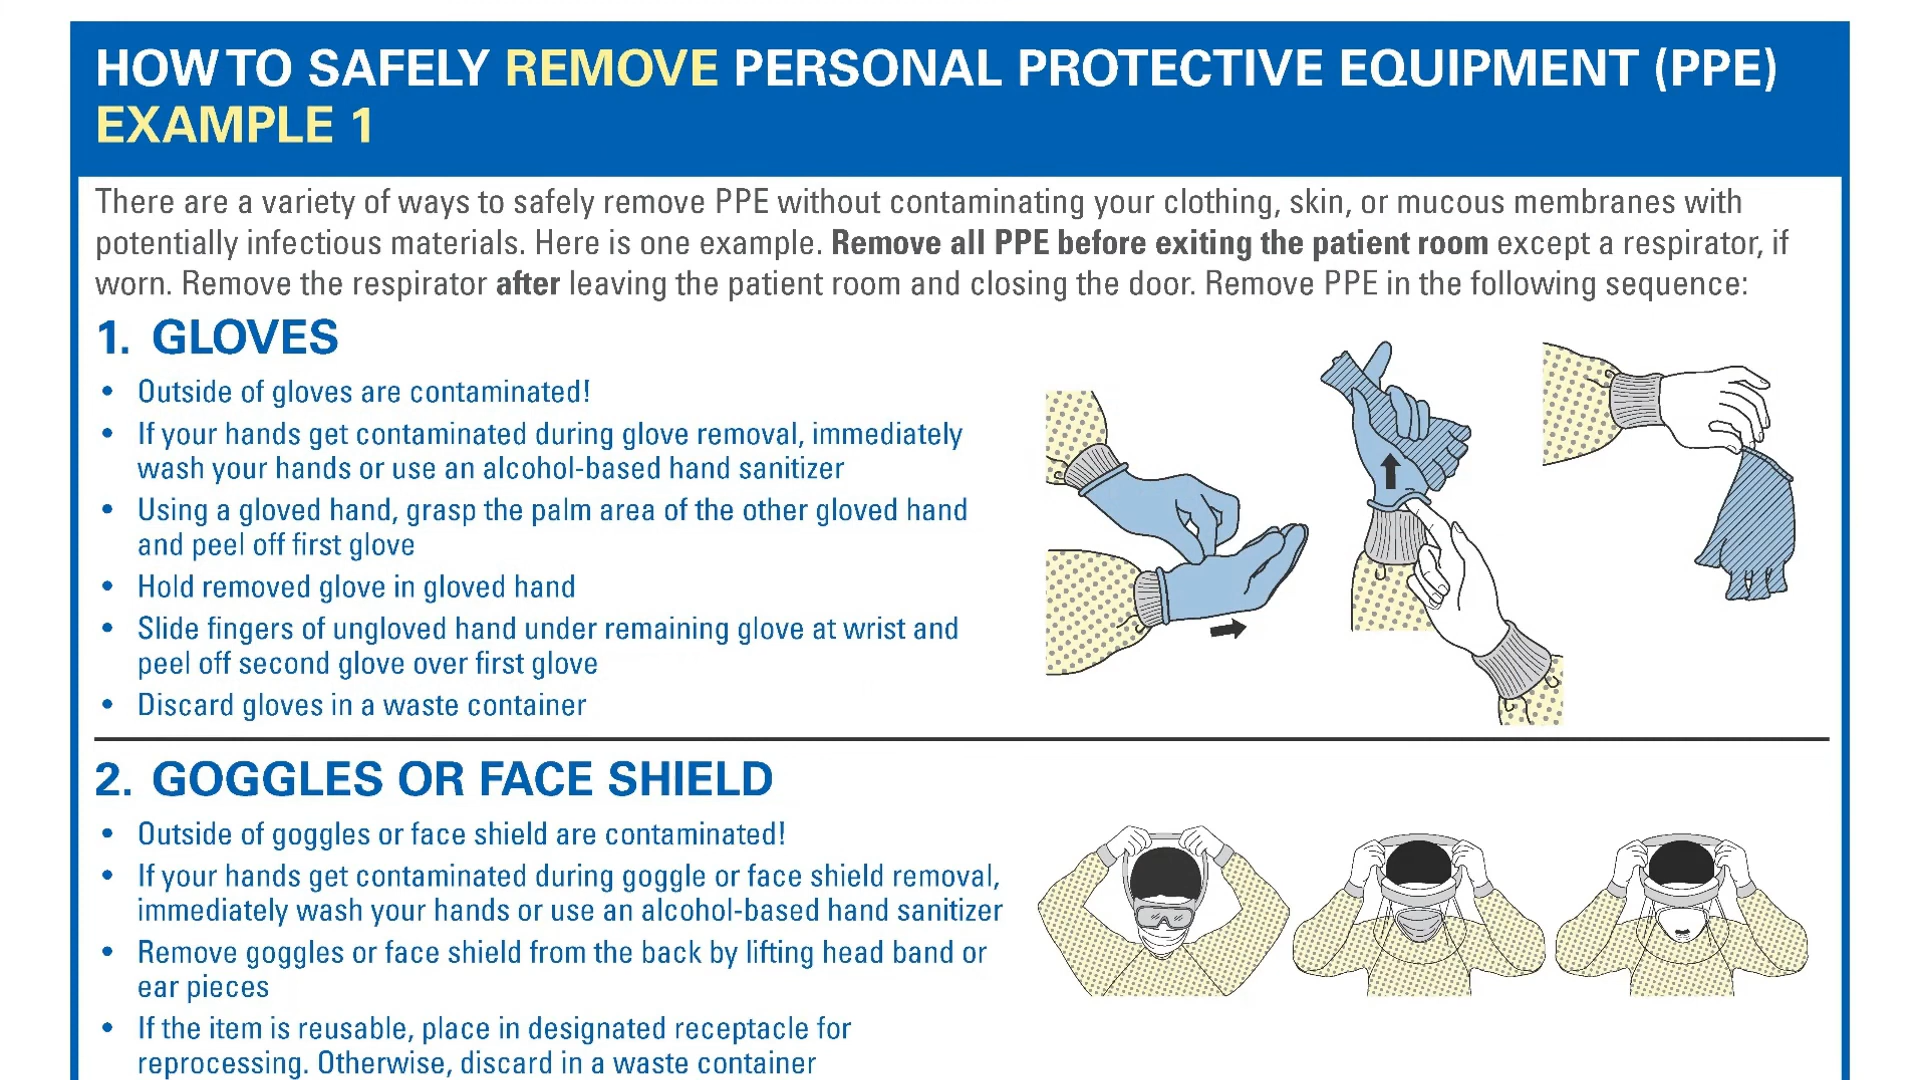 HOW TO SAFELY REMOVE PERSONAL PROTECTIVE EQUIPMENT (PPE)
EXAMPLE 1
There are a variety of ways to safely remove PPE without contaminating your clothing, skin, or mucous membranes with
potentially infectious materials. Here is one example. Remove all PPE before exiting the patient room except a respirator, if
worn. Remove the respirator after leaving the patient room and closing the door. Remove PPE in the following sequence:
1. GLOVES
• Outside of gloves are contaminated!
• If your hands get contaminated during glove removal, immediately
wash your hands or use an alcohol-based hand sanitizer
• Using a gloved hand, grasp the palm area of the other gloved hand
and peel off first glove
• Hold removed glove in gloved hand
• Slide fingers of ungloved hand under remaining glove at wrist and
peel off second glove over first glove
• Discard gloves in a waste container
2. GOGGLES OR FACE SHIELD
• Outside of goggles or face shield are contaminated!
• If your hands get contaminated during goggle or face shield removal,
immediately wash your hands or use an alcohol-based hand sanitizer
• Remove goggles or face shield from the back by lifting head band or
ear pieces
• If the item is reusable, place in designated receptacle for
reprocessing. Otherwise, discard in a waste container